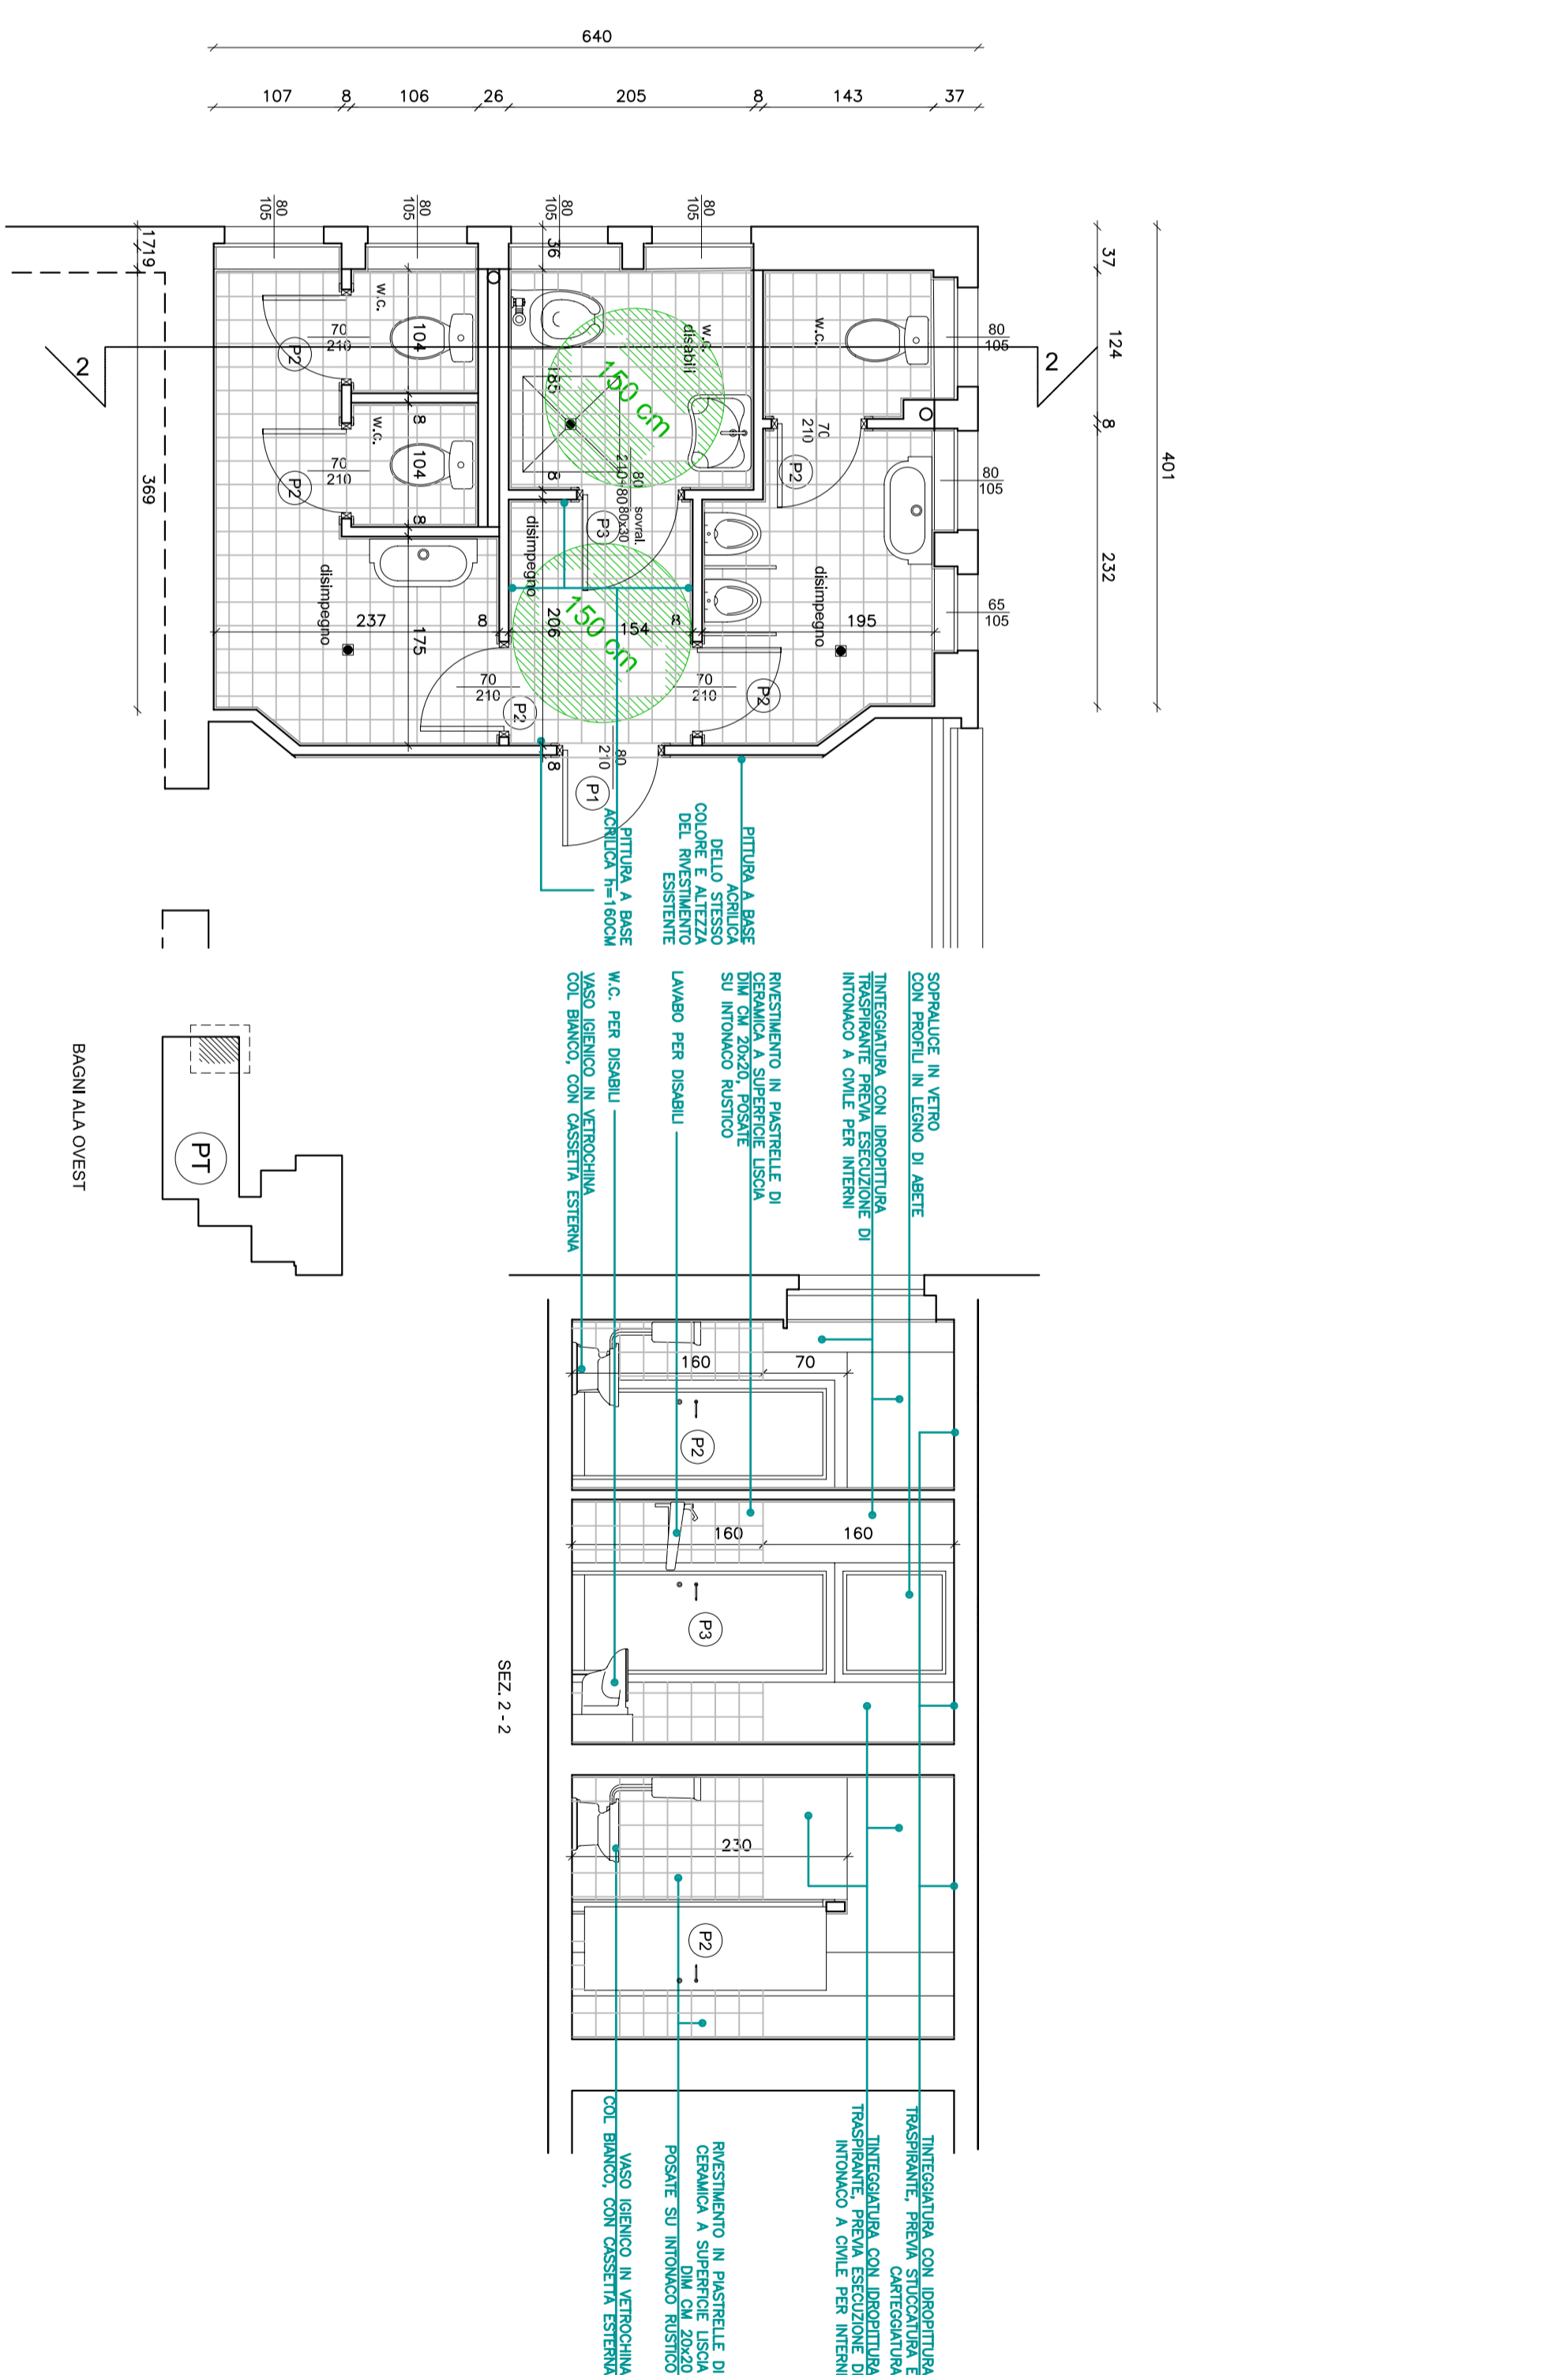 640
107
8
106
26
205
8
143
37
401
37
124
8
232
1719
369
80
105
80
105
80
105
80
105
80
105
80
105
65
105
36
w.c.
104
70
210
P2
8
w.c.
104
70
210
P2
8
w.c.
disabili
150 cm
185
8
w.c.
70
210
P2
2
2
80
210+80
sovral.
80x30
P3
disimpegno
disimpegno
disimpegno
237
8
175
206
150 cm
154
8
195
70
210
P2
70
210
P2
8
80
210
P1
PITTURA A BASE
ACRILICA
DELLO STESSO
COLORE E ALTEZZA
DEL RIVESTIMENTO
ESISTENTE
PITTURA A BASE
ACRILICA h=160CM
SOPRALUCE IN VETRO
CON PROFILI IN LEGNO DI ABETE
TINTEGGIATURA CON IDROPITTURA
TRASPIRANTE PREVIA ESECUZIONE DI
INTONACO A CIVILE PER INTERNI
RIVESTIMENTO IN PIASTRELLE DI
CERAMICA A SUPERFICIE LISCIA
DIM CM 20x20, POSATE
SU INTONACO RUSTICO
LAVABO PER DISABILI
W.C. PER DISABILI
VASO IGIENICO IN VETROCHINA
COL BIANCO, CON CASSETTA ESTERNA
PT
BAGNI ALA OVEST
160
70
P2
160
160
P3
230
P2
SEZ. 2 - 2
TINTEGGIATURA CON IDROPITTURA
TRASPIRANTE, PREVIA STUCCATURA E
CARTEGGIATURA
TINTEGGIATURA CON IDROPITTURA
TRASPIRANTE, PREVIA ESECUZIONE DI
INTONACO A CIVILE PER INTERNI
RIVESTIMENTO IN PIASTRELLE DI
CERAMICA A SUPERFICIE LISCIA
DIM CM 20x20
POSATE SU INTONACO RUSTICO
VASO IGIENICO IN VETROCHINA
COL BIANCO, CON CASSETTA ESTERNA